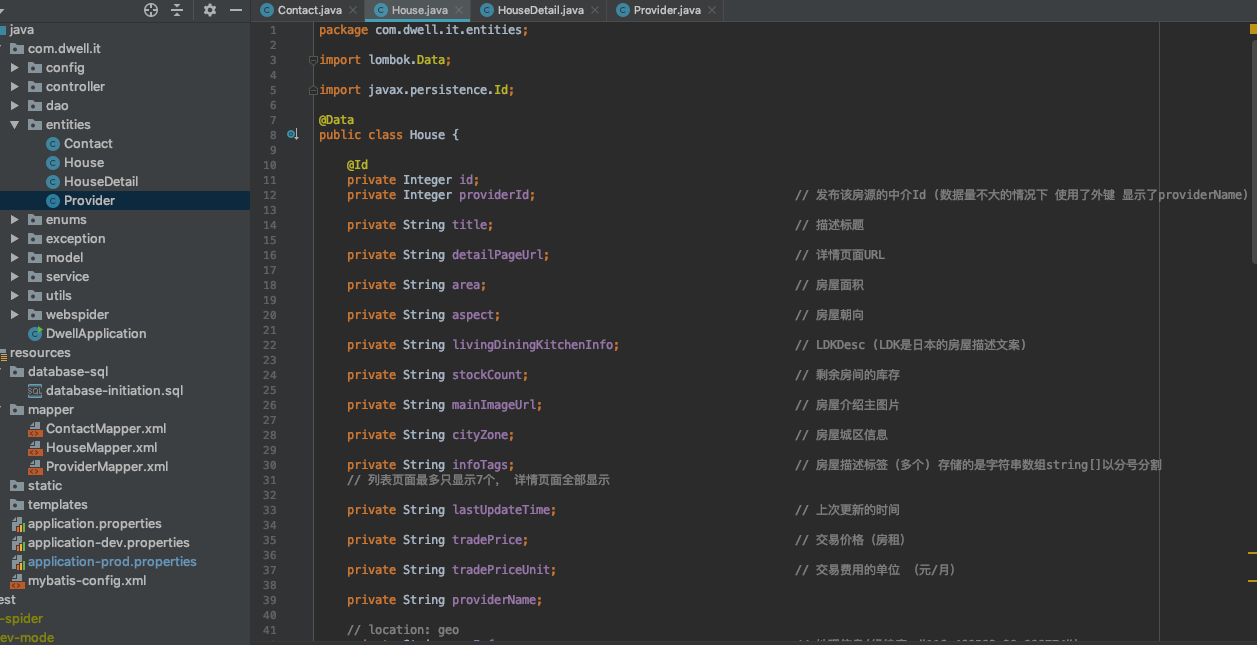 Contact.java
House.java
HouseDetail.java
Provider.java
java
com.dwell.it
config
controller
dao
entities
Contact
House
HouseDetail
Provider
enums
exception
model
service
utils
webspider
DwellApplication
resources
database-sql
database-initiation.sql
mapper
ContactMapper.xml
HouseMapper.xml
ProviderMapper.xml
static
templates
application.properties
application-dev.properties
application-prod.properties
mybatis-config.xml
est
-spider
ev-mode
1 package com.dwell.it.entities;
2
3 import lombok.Data;
4
5 import javax.persistence.Id;
6
7 @Data
8 public class House {
9
10 @Id
11 private Integer id;
12 private Integer providerId; // 发布该房源的中介Id (数据量不大的情况下 使用了外键 显示了providerName)
13
14 private String title; // 描述标题
15
16 private String detailPageUrl; // 详情页面URL
17
18 private String area; // 房屋面积
19
20 private String aspect; // 房屋朝向
21
22 private String livingDiningKitchenInfo; // LDKDesc (LDK是日本的房屋描述文案)
23
24 private String stockCount; // 剩余房间的库存
25
26 private String mainImageUrl; // 房屋介绍主图片
27
28 private String cityZone; // 房屋城区信息
29
30 private String infoTags; // 房屋描述标签 (多个) 存储的是字符串数组string[]以分号分割
31 // 列表页面最多只显示7个, 详情页面全部显示
32
33 private String lastUpdateTime; // 上次更新的时间
34
35 private String tradePrice; // 交易价格 (房租)
36
37 private String tradePriceUnit; // 交易费用的单位 (元/月)
38
39 private String providerName;
40
41 // location: geo